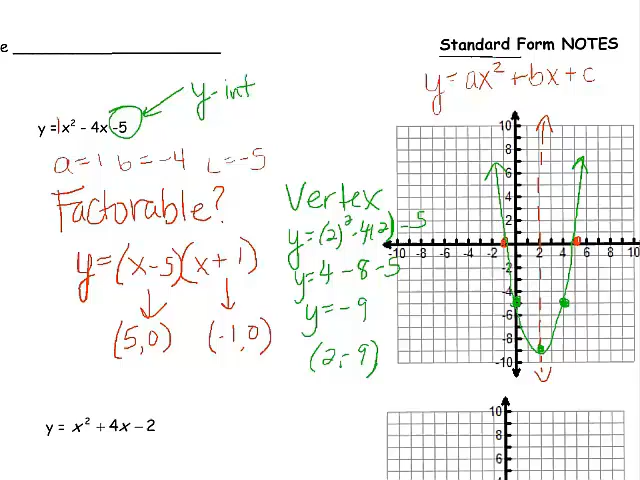 e
Standard Form NOTES
y = ax² + bx + c
y-int
y = 1x² - 4x -5
a = 1 b = -4 c = -5
Factorable?
y = (x - 5)(x + 1)
(5,0) (-1,0)
Vertex
y = (2)² - 4(2) - 5
y = 4 - 8 - 5
y = -9
(2,-9)
10
8
6
4
2
-10 -8 -6 -4 -2 2 4 6 8 10
-2
-4
-6
-8
-10
y = x² + 4x - 2
10
8
6